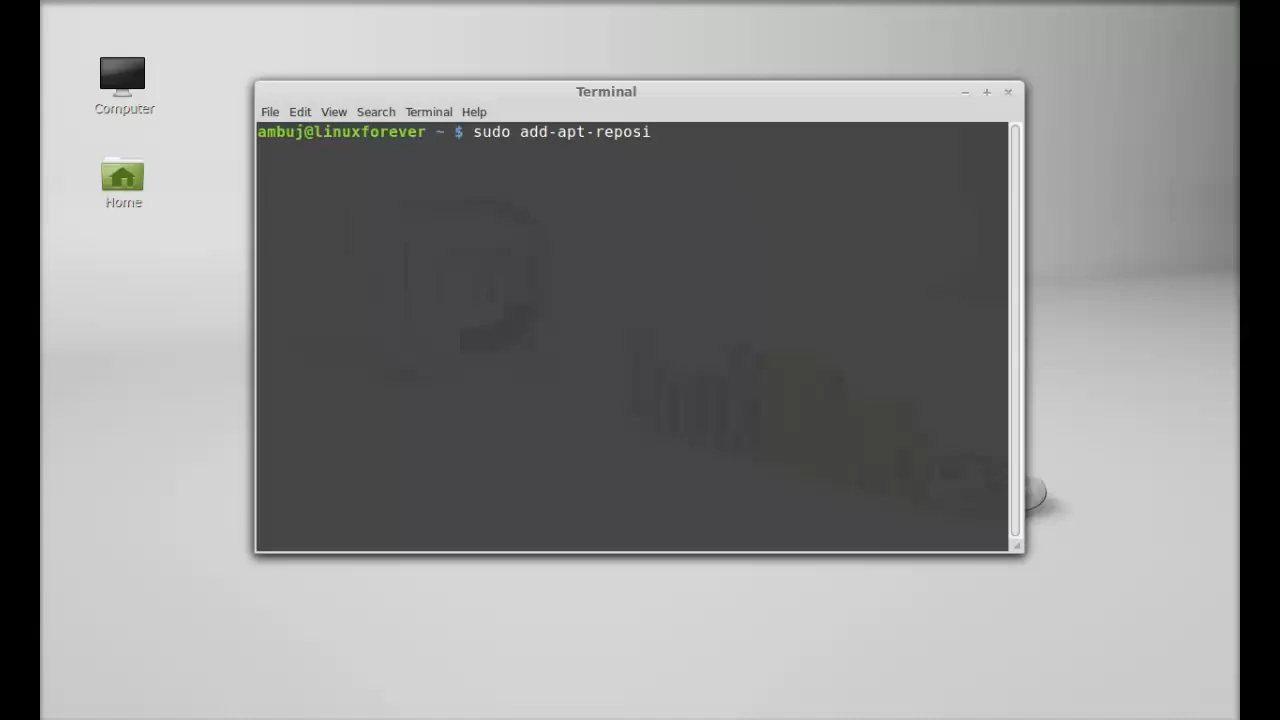 Terminal
File Edit View Search Terminal Help
ambuj@linuxforever ~ $ sudo add-apt-reposi
Computer
Home